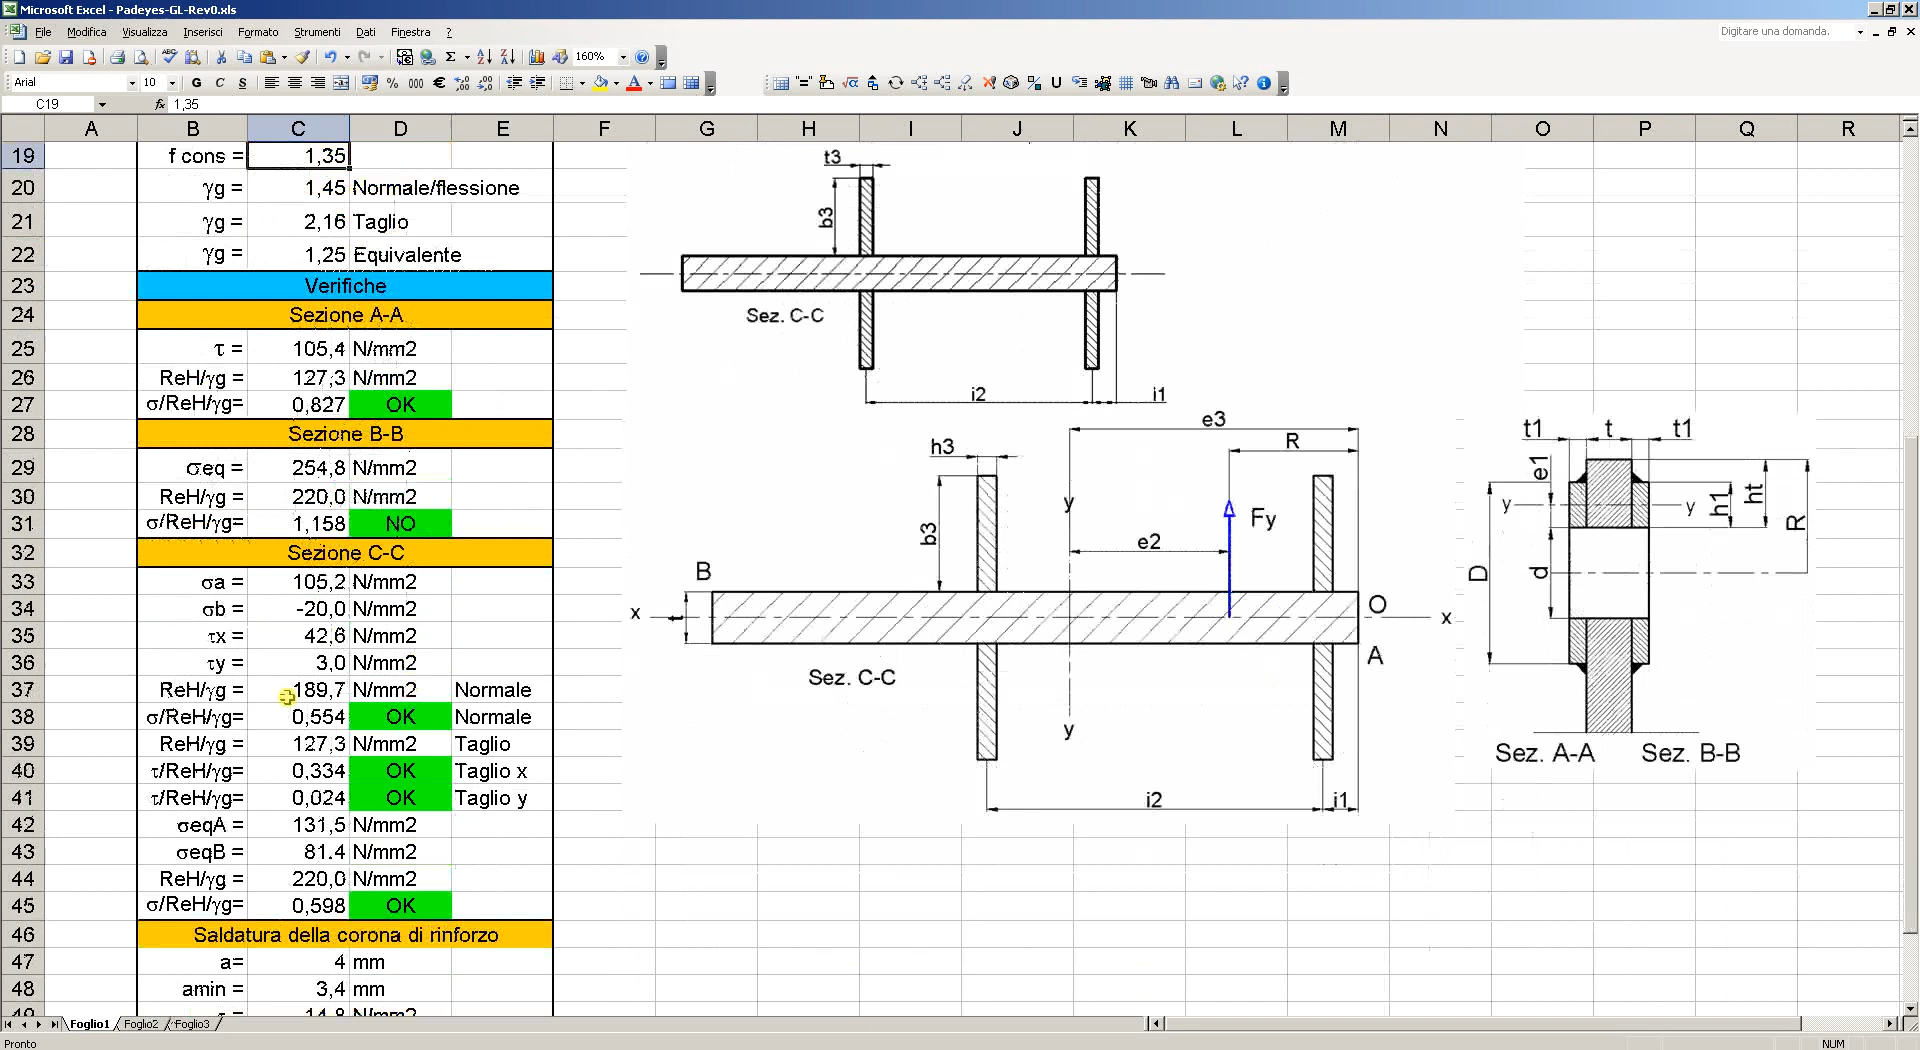 Microsoft Excel - Padeyes-GL-Rev0.xls
File Modifica Visualizza Inserisci Formato Strumenti Dati Finestra ?
Digitare una domanda.
160%
Arial 10 G C S
C19 fx 1,35
A B C D E F G H I J K L M N O P Q R
19 f cons = 1,35
20 γg = 1,45 Normale/flessione
21 γg = 2,16 Taglio
22 γg = 1,25 Equivalente
23 Verifiche
24 Sezione A-A
25 τ = 105,4 N/mm2
26 ReH/γg = 127,3 N/mm2
27 σ/ReH/γg= 0,827 OK
28 Sezione B-B
29 σeq = 254,8 N/mm2
30 ReH/γg = 220,0 N/mm2
31 σ/ReH/γg= 1,158 NO
32 Sezione C-C
33 σa = 105,2 N/mm2
34 σb = -20,0 N/mm2
35 τx = 42,6 N/mm2
36 τy = 3,0 N/mm2
37 ReH/γg = 189,7 N/mm2 Normale
38 σ/ReH/γg= 0,554 OK Normale
39 ReH/γg = 127,3 N/mm2 Taglio
40 τ/ReH/γg= 0,334 OK Taglio x
41 τ/ReH/γg= 0,024 OK Taglio y
42 σeqA = 131,5 N/mm2
43 σeqB = 81.4 N/mm2
44 ReH/γg = 220,0 N/mm2
45 σ/ReH/γg= 0,598 OK
46 Saldatura della corona di rinforzo
47 a= 4 mm
48 amin = 3,4 mm
49 τ = 14,8 N/mm2
t3
b3
Sez. C-C
i2 i1
e3
h3 R
y
b3 Fy
e2
B
x t O x
A
Sez. C-C
y
i2 i1
t1 t t1
e1
y y h1 ht R
D d
Sez. A-A Sez. B-B
Foglio1 Foglio2 Foglio3
Pronto NUM